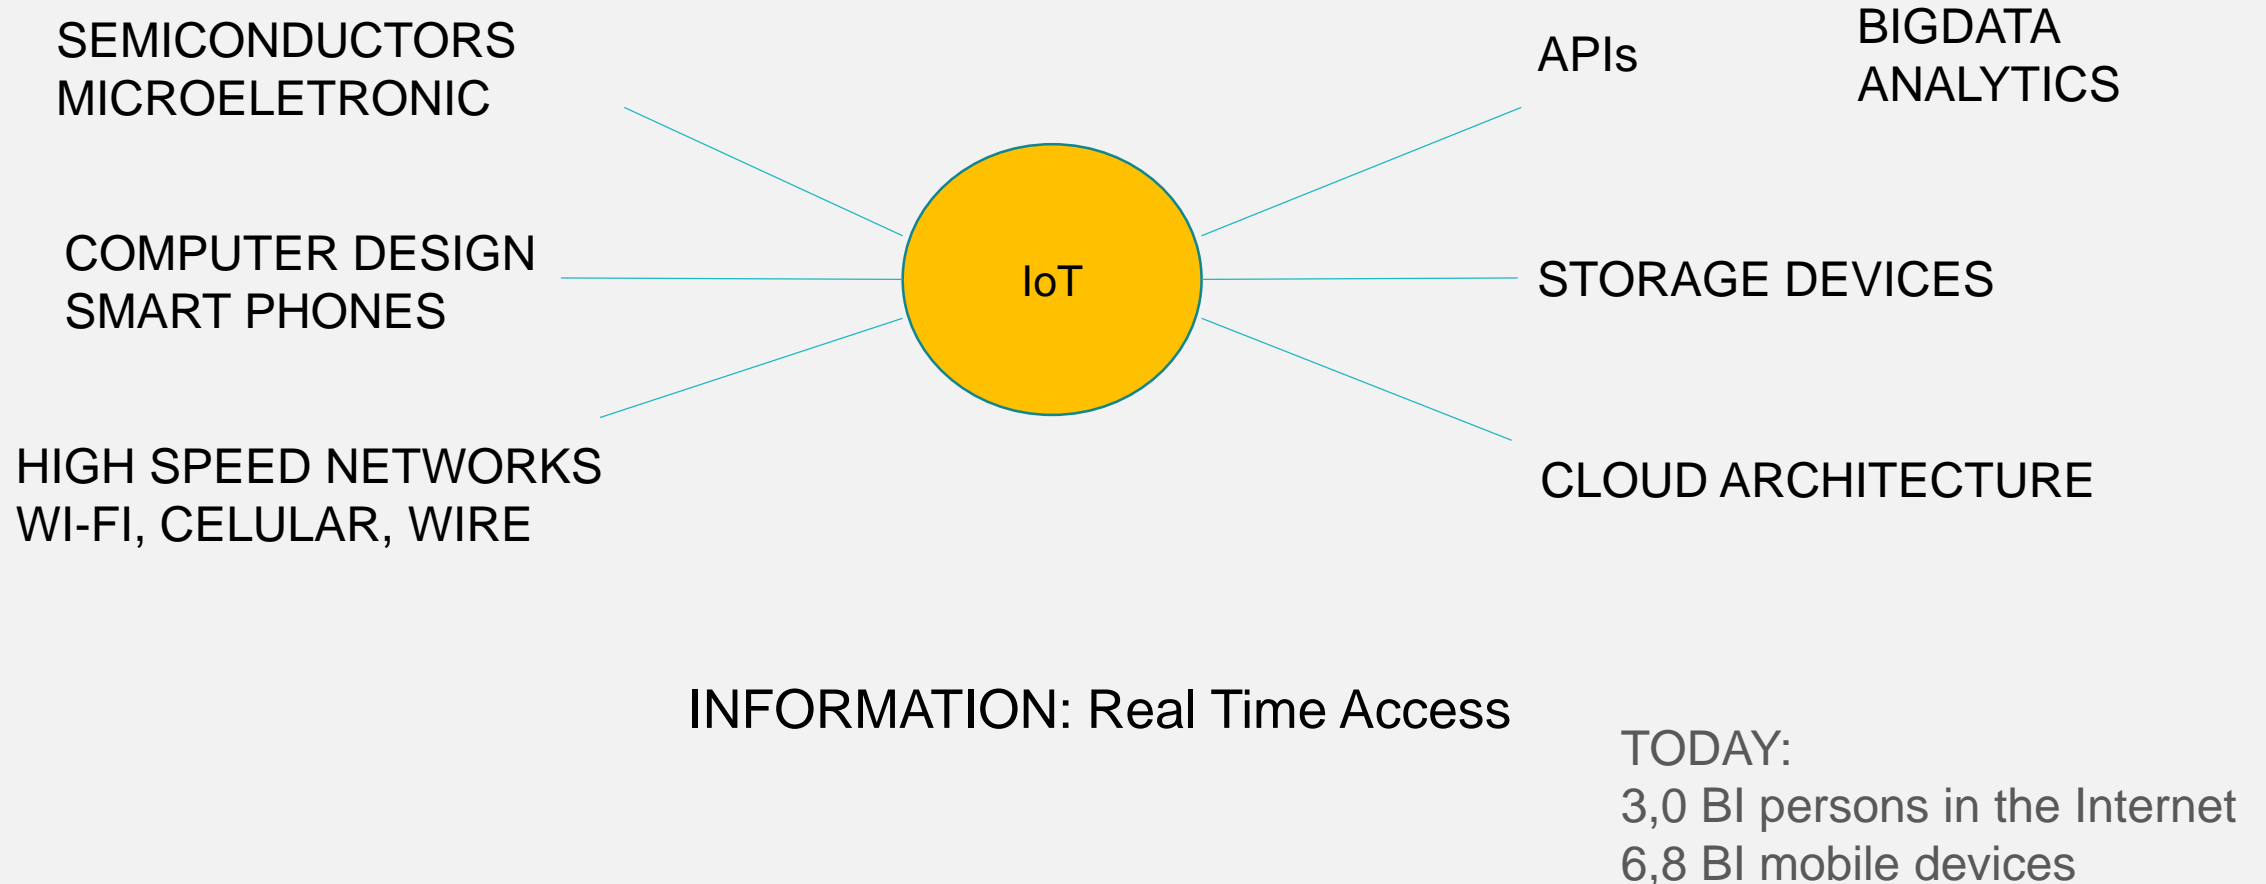 SEMICONDUCTORS
MICROELETRONIC
APIs
BIGDATA
ANALYTICS
COMPUTER DESIGN
SMART PHONES
IoT
STORAGE DEVICES
HIGH SPEED NETWORKS
WI-FI, CELULAR, WIRE
CLOUD ARCHITECTURE
INFORMATION: Real Time Access
TODAY:
3,0 BI persons in the Internet
6,8 BI mobile devices